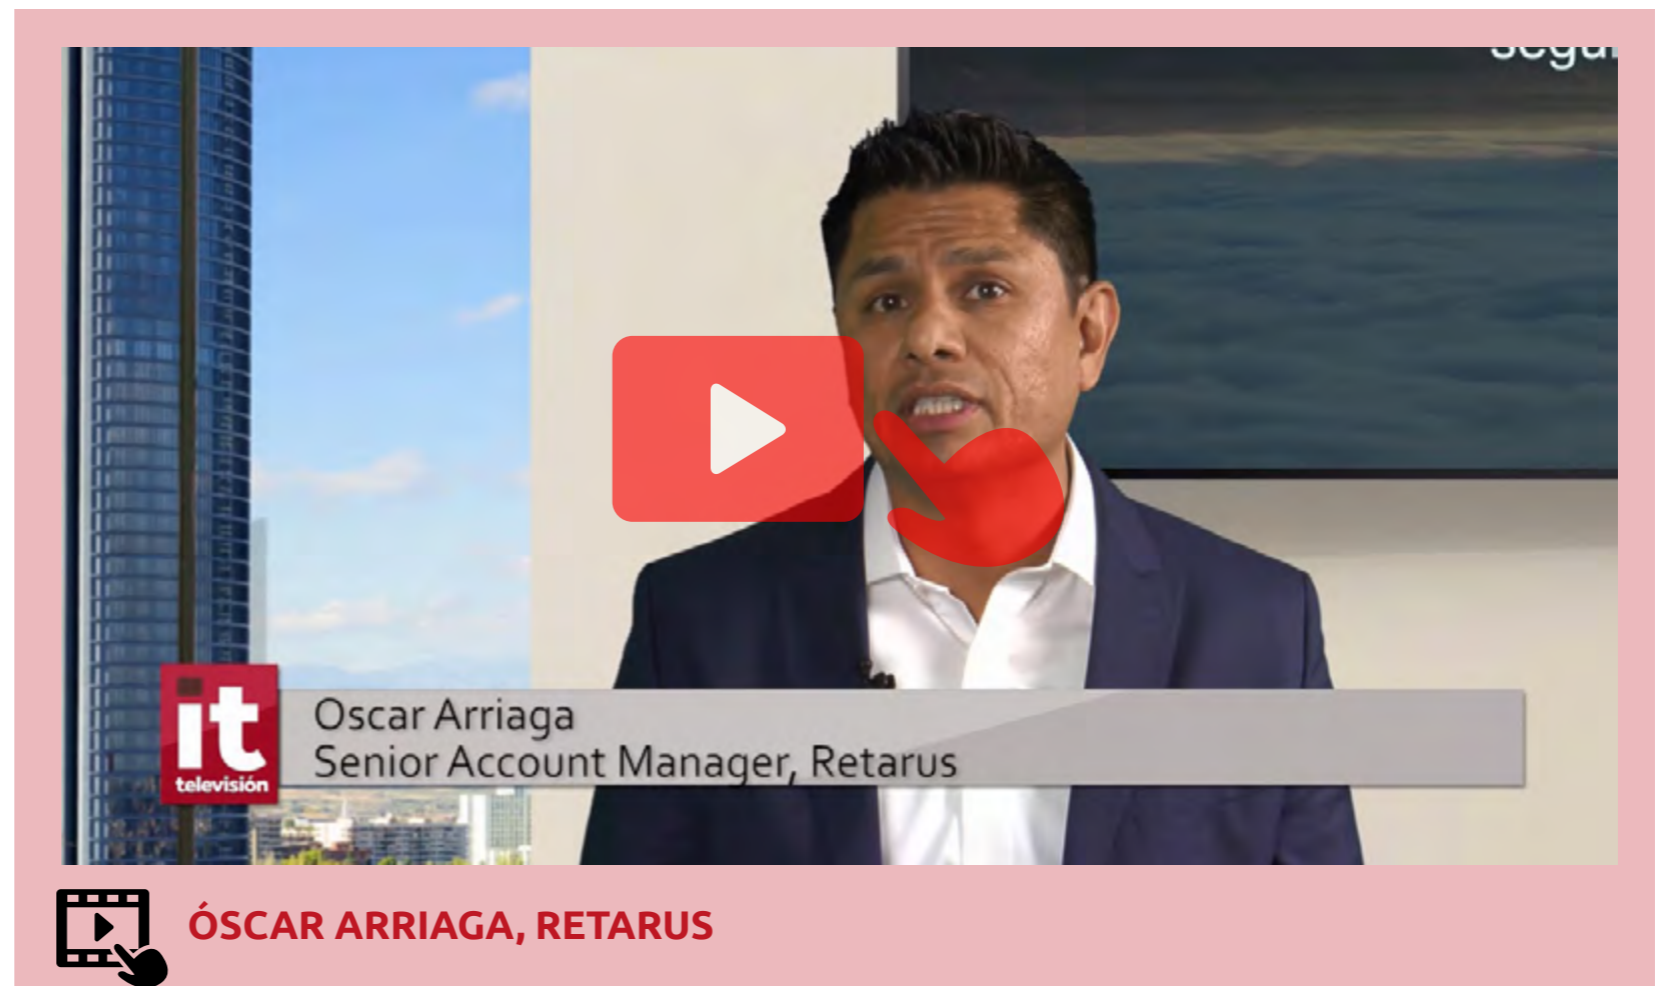 it
televisión
Oscar Arriaga
Senior Account Manager, Retarus
ÓSCAR ARRIAGA, RETARUS